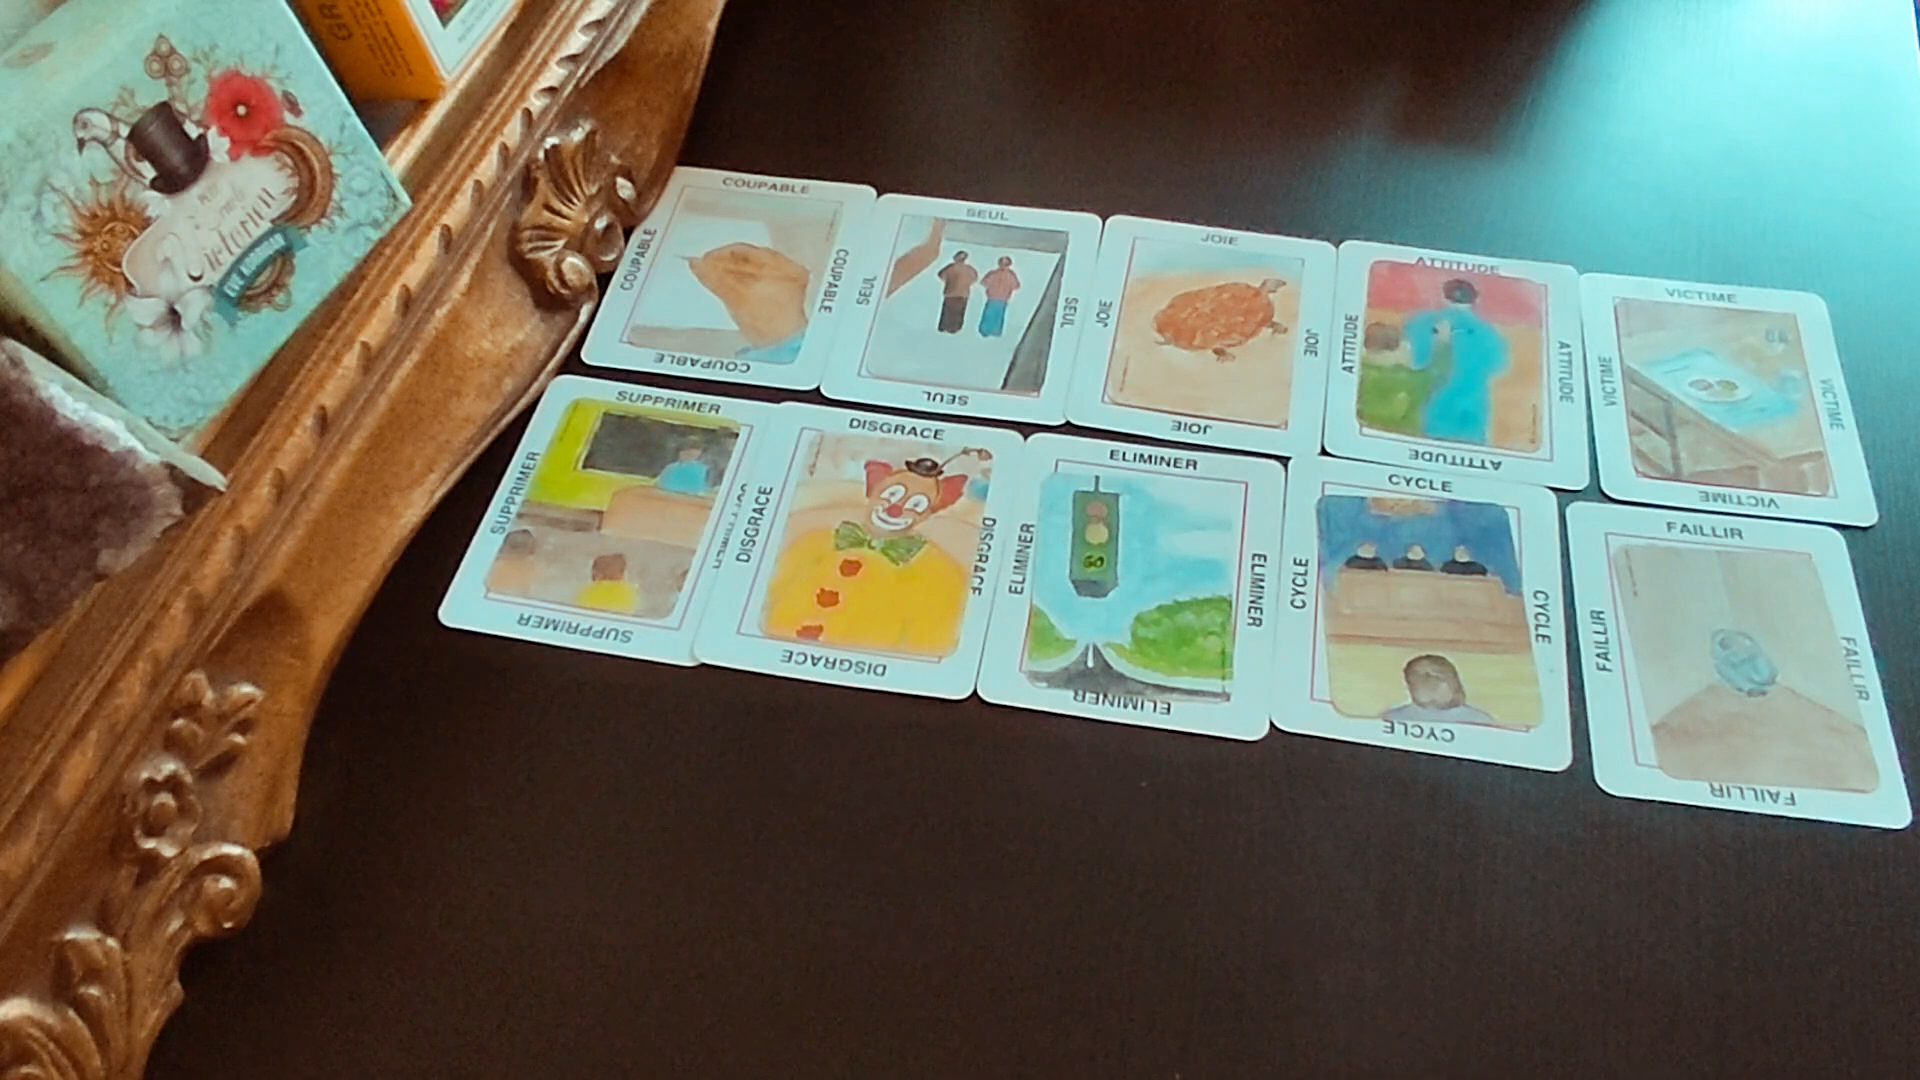 Victorien
COUPABLE
COUPABLE
COUPABLE
COUPABLE
SEUL
SEUL
SEUL
SEUL
JOIE
JOIE
JOIE
JOIE
ATTITUDE
ATTITUDE
ATTITUDE
ATTITUDE
VICTIME
VICTIME
VICTIME
VICTIME
SUPPRIMER
SUPPRIMER
SUPPRIMER
DISGRACE
DISGRACE
DISGRACE
DISGRACE
ELIMINER
ELIMINER
GO
ELIMINER
ELIMINER
CYCLE
CYCLE
CYCLE
CYCLE
FAILLIR
FAILLIR
FAILLIR
FAILLIR